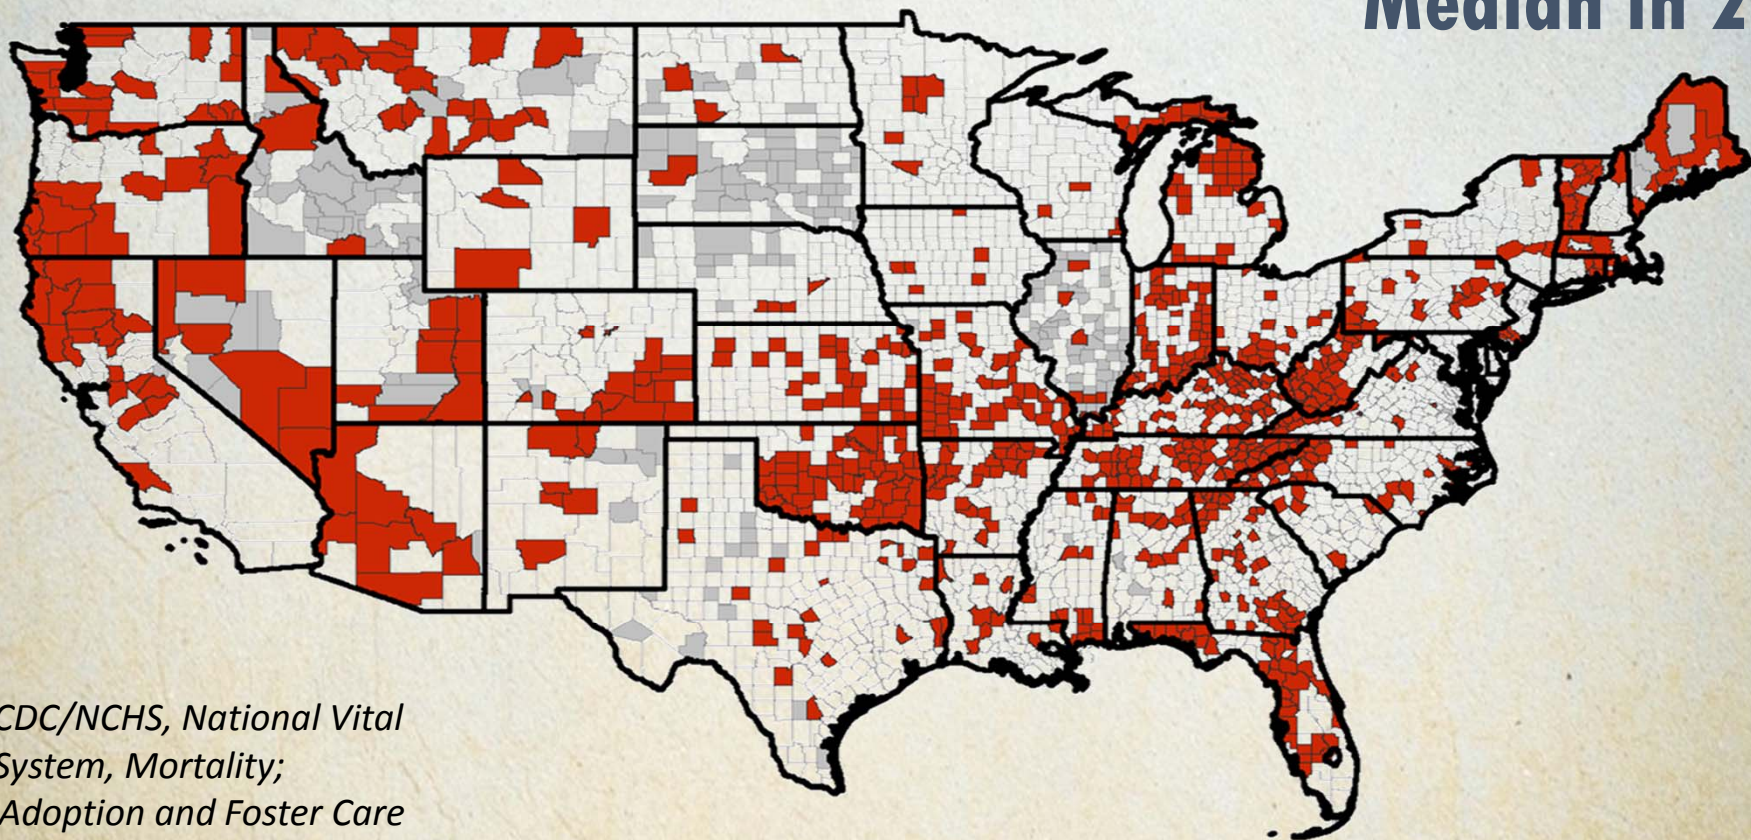 Median in 2
CDC/NCHS, National Vital
System, Mortality;
Adoption and Foster Care